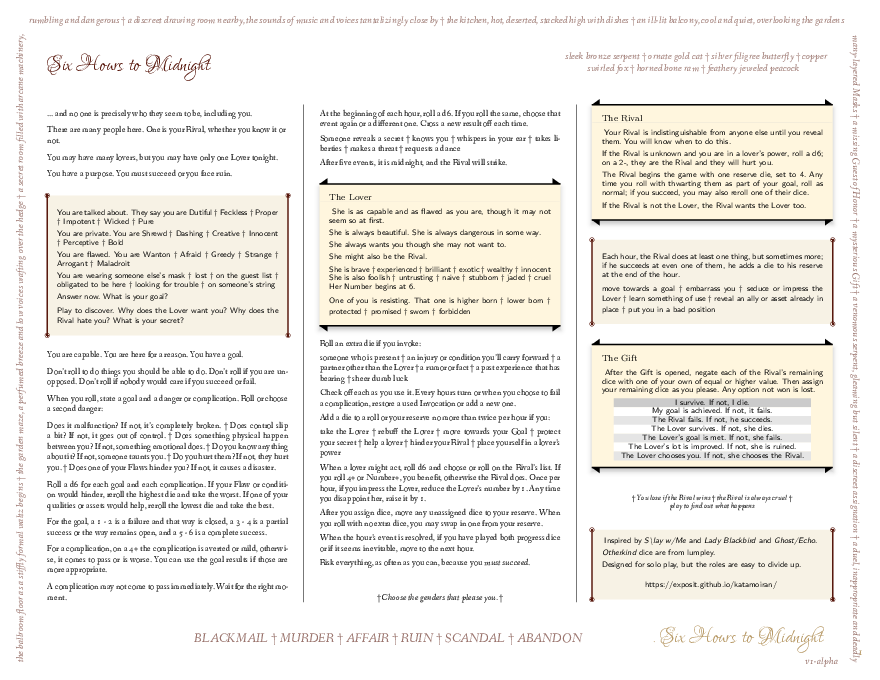 rumbling and dangerous † a discreet drawing room nearby, the sounds of music and voices tantalizingly close by † the kitchen, hot, deserted, stacked high with dishes † an ill-lit balcony, cool and quiet, overlooking the gardens
sleek bronze serpent † ornate gold cat † silver filigree butterfly † copper
swirled fox † horned bone ram † feathery jeweled peacock
Six Hours to Midnight
... and no one is precisely who they seem to be, including you.
There are many people here. One is your Rival, whether you know it or
not.
You may have many lovers, but you may have only one Lover tonight.
You have a purpose. You must succeed or you face ruin.
You are talked about. They say you are Dutiful † Feckless † Proper
† Impotent † Wicked † Pure
You are private. You are Shrewd † Dashing † Creative † Innocent
† Perceptive † Bold
You are flawed. You are Wanton † Afraid † Greedy † Strange †
Arrogant † Maladroit
You are wearing someone else's mask † lost † on the guest list †
obligated to be here † looking for trouble † on someone's string
Answer now. What is your goal?
Play to discover. Why does the Lover want you? Why does the
Rival hate you? What is your secret?
You are capable. You are here for a reason. You have a goal.
Don't roll to do things you should be able to do. Don't roll if you are un-
opposed. Don't roll if nobody would care if you succeed or fail.
When you roll, state a goal and a danger or complication. Roll or choose
a second danger:
Does it malfunction? If not, it's completely broken. † Does control slip
a bit? If not, it goes out of control. † Does something physical happen
between you? If not, something emotional does. † Do you know anything
about it? If not, someone taunts you. † Do you hurt them? If not, they hurt
you. † Does one of your Flaws hinder you? If not, it causes a disaster.
Roll a d6 for each goal and each complication. If your Flaw or conditi-
on would hinder, reroll the highest die and take the worst. If one of your
qualities or assets would help, reroll the lowest die and take the best.
For the goal, a 1 - 2 is a failure and that way is closed, a 3 - 4 is a partial
success or the way remains open, and a 5 - 6 is a complete success.
For a complication, on a 4+ the complication is averted or mild, otherwi-
se, it comes to pass or is worse. You can use the goal results if those are
more appropriate.
A complication may not come to pass immediately. Wait for the right mo-
ment.
At the beginning of each hour, roll a d6. If you roll the same, choose that
event again or a different one. Cross a new result off each time.
Someone reveals a secret † knows you † whispers in your ear † takes li-
berties † makes a threat † requests a dance
After five events, it is midnight, and the Rival will strike.
The Lover
She is as capable and as flawed as you are, though it may not
seem so at first.
She is always beautiful. She is always dangerous in some way.
She always wants you though she may not want to.
She might also be the Rival.
She is brave † experienced † brilliant † exotic † wealthy † innocent
She is also foolish † untrusting † naive † stubborn † jaded † cruel
Her Number begins at 6.
One of you is resisting. That one is higher born † lower born †
protected † promised † sworn † forbidden
Roll an extra die if you invoke:
someone who is present † an injury or condition you'll carry forward † a
partner other than the Lover † a rumor or fact † a past experience that has
bearing † sheer dumb luck
Check off each as you use it. Every hours turn or when you choose to fail
a complication, restore a used Invocation or add a new one.
Add a die to a roll or your reserve no more than twice per hour if you:
take the Lover † rebuff the Lover † move towards your Goal † protect
your secret † help a lover † hinder your Rival † place yourself in a lover's
power
When a lover might act, roll d6 and choose or roll on the Rival's list. If
you roll 4+ or Number+, you benefit, otherwise the Rival does. Once per
hour, if you impress the Lover, reduce the Lover's number by 1. Any time
you disappoint her, raise it by 1.
After you assign dice, move any unassigned dice to your reserve. When
you roll with no extra dice, you may swap in one from your reserve.
When the hour's event is resolved, if you have played both progress dice
or if it seems inevitable, move to the next hour.
Risk everything, as often as you can, because you must succeed.
†Choose the genders that please you.†
The Rival
Your Rival is indistinguishable from anyone else until you reveal
them. You will know when to do this.
If the Rival is unknown and you are in a lover's power, roll a d6;
on a 2-, they are the Rival and they will hurt you.
The Rival begins the game with one reserve die, set to 4. Any
time you roll with thwarting them as part of your goal, roll as
normal; if you succeed, you may also reroll one of their dice.
If the Rival is not the Lover, the Rival wants the Lover too.
Each hour, the Rival does at least one thing, but sometimes more;
if he succeeds at even one of them, he adds a die to his reserve
at the end of the hour.
move towards a goal † embarrass you † seduce or impress the
Lover † learn something of use † reveal an ally or asset already in
place † put you in a bad position
The Gift
After the Gift is opened, negate each of the Rival's remaining
dice with one of your own of equal or higher value. Then assign
your remaining dice as you please. Any option not won is lost.
I survive. If not, I die.
My goal is achieved. If not, it fails.
The Rival fails. If not, he succeeds.
The Lover survives. If not, she dies.
The Lover's goal is met. If not, she fails.
The Lover's lot is improved. If not, she is ruined.
The Lover chooses you. If not, she chooses the Rival.
†You lose if the Rival wins † the Rival is always cruel †
play to find out what happens
Inspired by S\lay w/Me and Lady Blackbird and Ghost/Echo.
Otherkind dice are from lumpley.
Designed for solo play, but the roles are easy to divide up.
https://exposit.github.io/katamoiran/
BLACKMAIL † MURDER † AFFAIR † RUIN † SCANDAL † ABANDON
Six Hours to Midnight
v1-alpha
the ballroom floor as a stiffly formal waltz begins † the garden maze, a perfumed breeze and low voices wafting over the hedge † a secret room filled with arcane machinery,
many-layered Masks † a missing Guest of Honor † a mysterious Gift † a venomous serpent, gleaming but silent † a discreet assignation † a duel, inappropriate and deadly